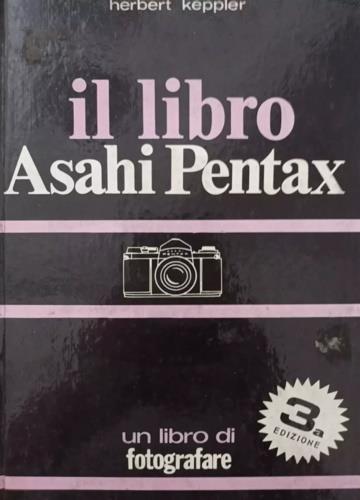 herbert keppler
il libro
Asahi Pentax
3a
EDIZIONE
un libro di
fotografare